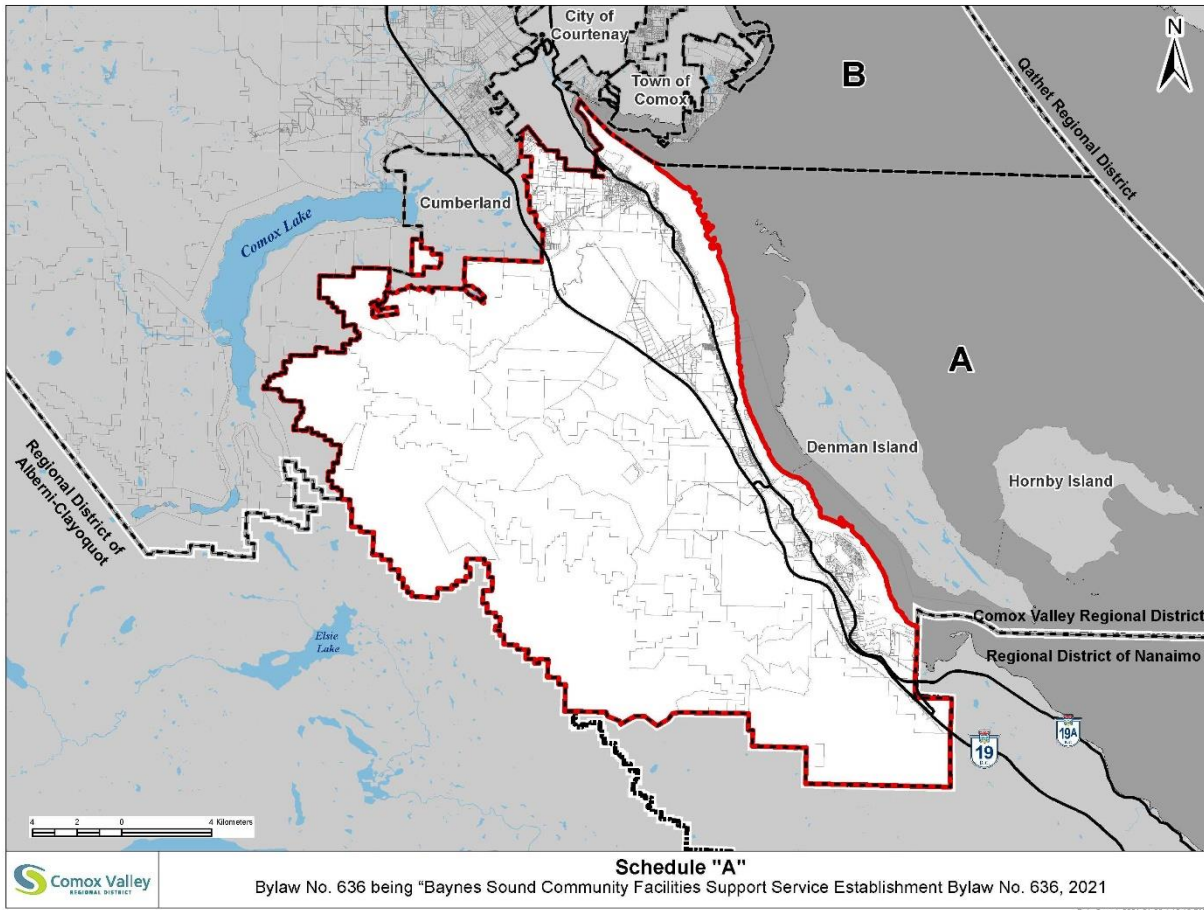 City of
Courtenay
N
B
Town of
Comox
Qathet Regional District
Cumberland
Comox Lake
A
Denman Island
Hornby Island
Regional District of
Alberni-Clayoquot
Elsie
Lake
Comox Valley Regional District
Regional District of Nanaimo
19A
B.C.
19
B.C.
4 2 0 4 Kilometers
Comox Valley
REGIONAL DISTRICT
Schedule "A"
Bylaw No. 636 being “Baynes Sound Community Facilities Support Service Establishment Bylaw No. 636, 2021